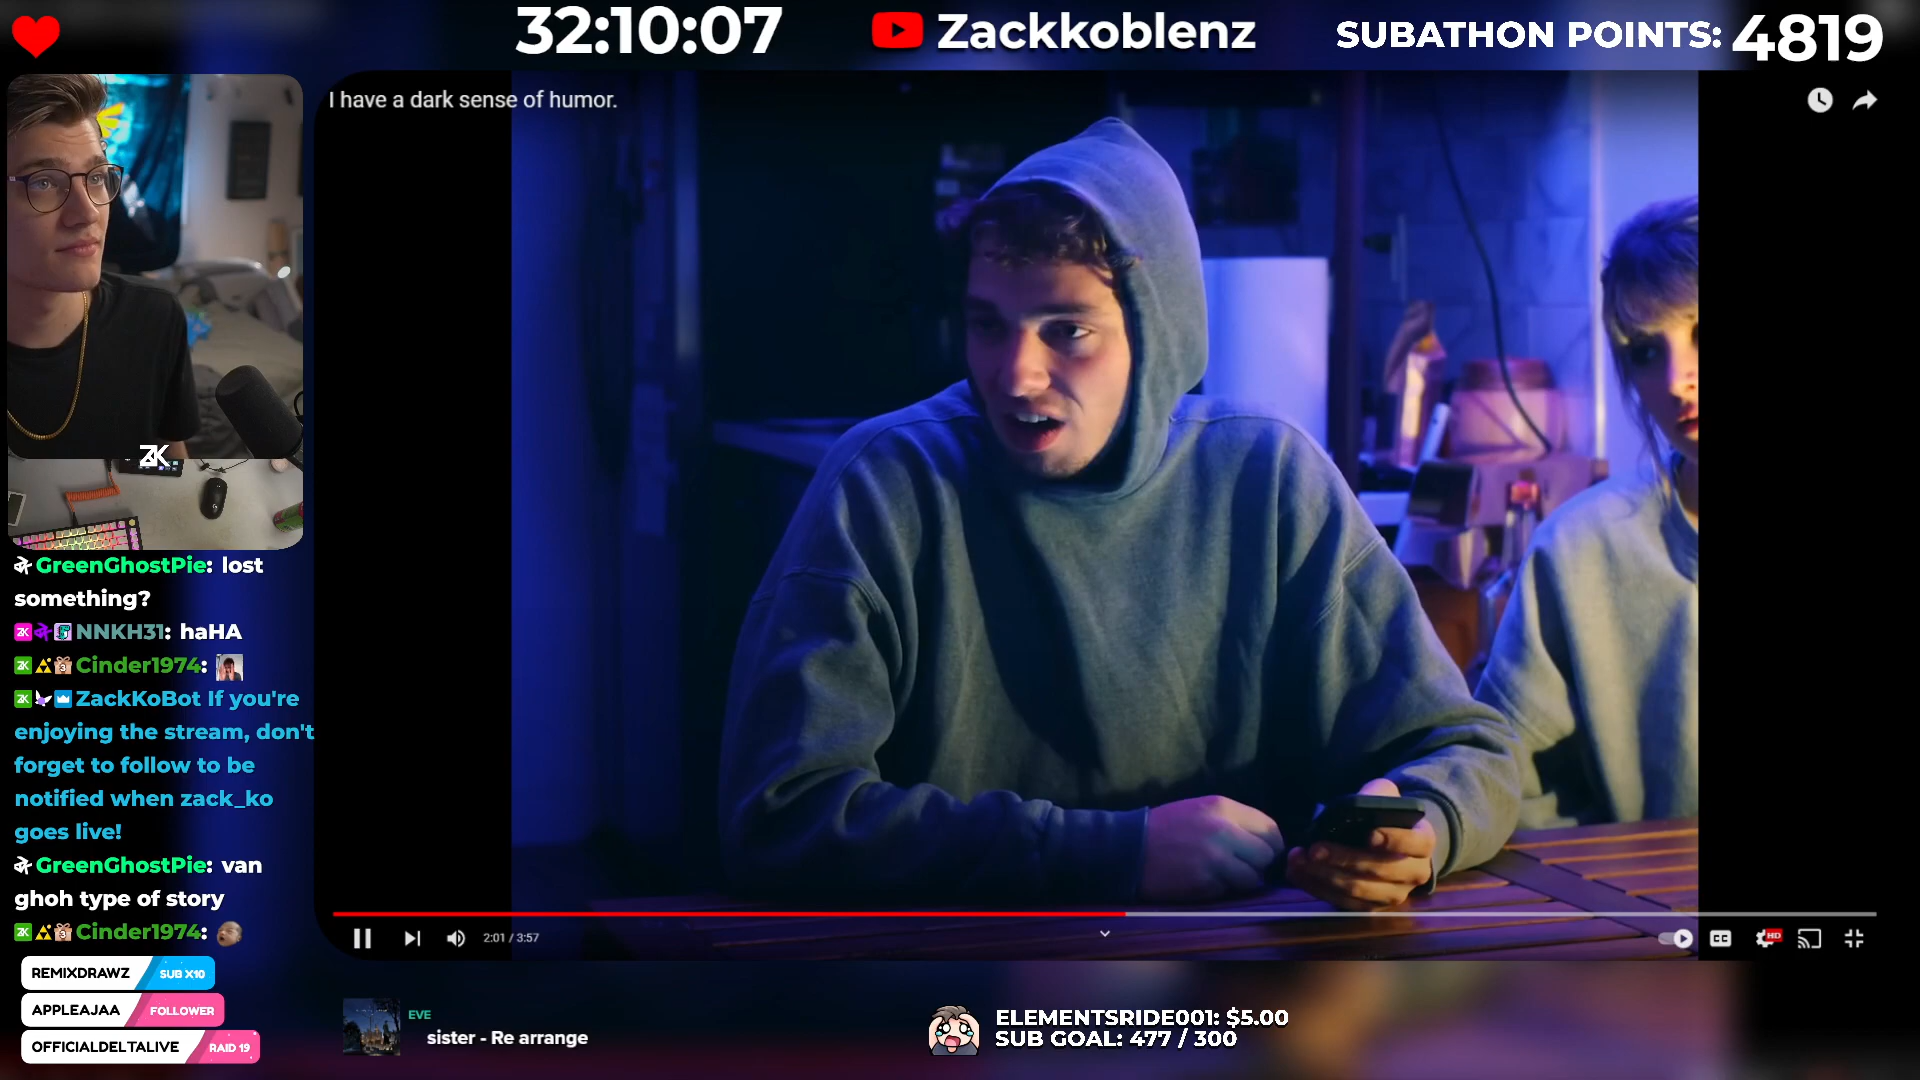 32:10:07
Zackkoblenz
SUBATHON POINTS: 4819
I have a dark sense of humor.
ZK
GreenGhostPie: lost
something?
NNKH31: haHA
Cinder1974:
ZackKoBot If you're
enjoying the stream, don't
forget to follow to be
notified when zack_ko
goes live!
GreenGhostPie: van
ghoh type of story
Cinder1974:
2:01 / 3:57
CC
HD
REMIXDRAWZ SUB X10
APPLEAJAA FOLLOWER
OFFICIALDELTALIVE RAID 19
EVE
sister - Re arrange
ELEMENTSRIDE001: $5.00
SUB GOAL: 477 / 300